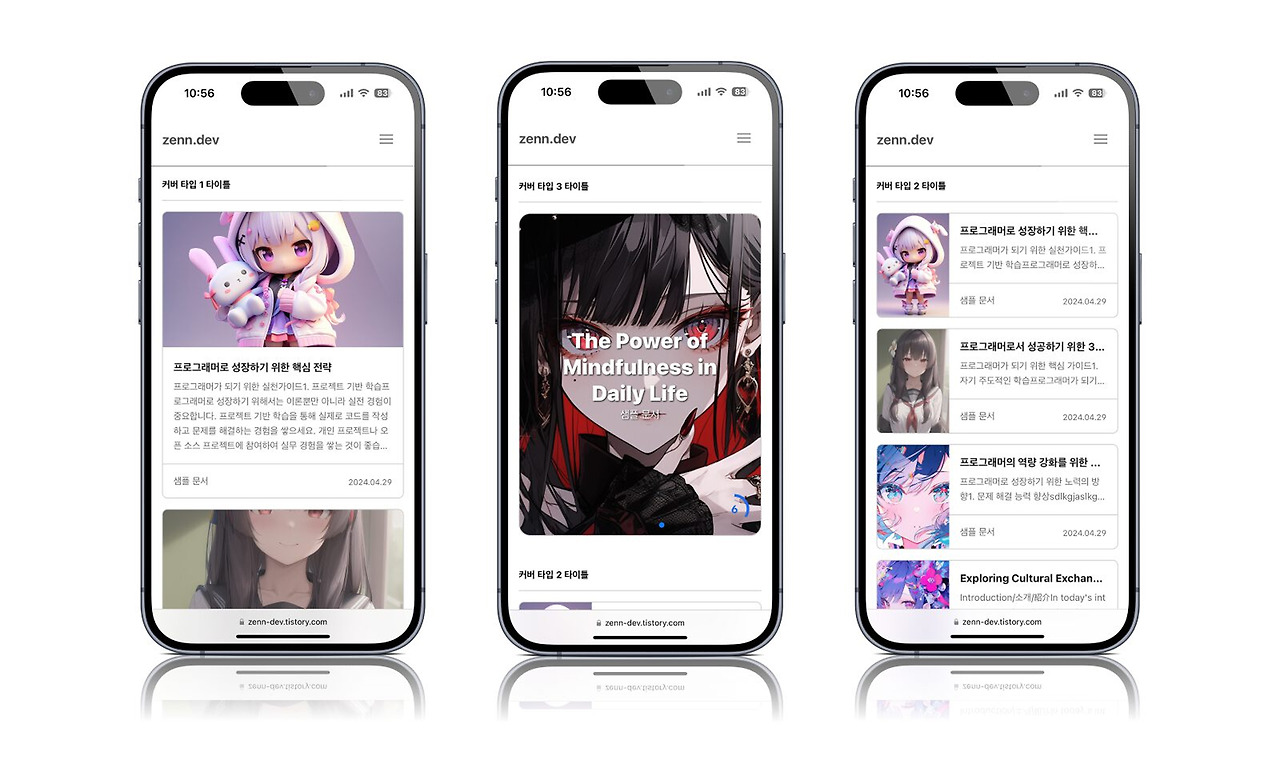 10:56
83
zenn.dev
커버 타입 1 타이틀
프로그래머로 성장하기 위한 핵심 전략
프로그래머가 되기 위한 실천가이드1. 프로젝트 기반 학습프
로그래머로 성장하기 위해서는 이론뿐만 아니라 실전 경험이
중요합니다. 프로젝트 기반 학습을 통해 실제로 코드를 작성
하고 문제를 해결하는 경험을 쌓으세요. 개인 프로젝트나 오
픈 소스 프로젝트에 참여하여 실무 경험을 쌓는 것이 좋습...
샘플 문서
2024.04.29
zenn-dev.tistory.com
10:56
83
zenn.dev
커버 타입 3 타이틀
The Power of
Mindfulness in
Daily Life
샘플 문서
6
커버 타입 2 타이틀
zenn-dev.tistory.com
10:56
83
zenn.dev
커버 타입 2 타이틀
프로그래머로 성장하기 위한 핵...
프로그래머가 되기 위한 실천가이드1. 프
로젝트 기반 학습프로그래머로 성장하...
샘플 문서
2024.04.29
프로그래머로서 성공하기 위한 3...
프로그래머가 되기 위한 핵심 가이드1.
자기 주도적인 학습프로그래머가 되기...
샘플 문서
2024.04.29
프로그래머의 역량 강화를 위한 ...
프로그래머로 성장하기 위한 노력의 방
향1. 문제 해결 능력 향상sdlkgjaslkg...
샘플 문서
2024.04.29
Exploring Cultural Exchan...
Introduction/소개/紹介In today's int
zenn-dev.tistory.com